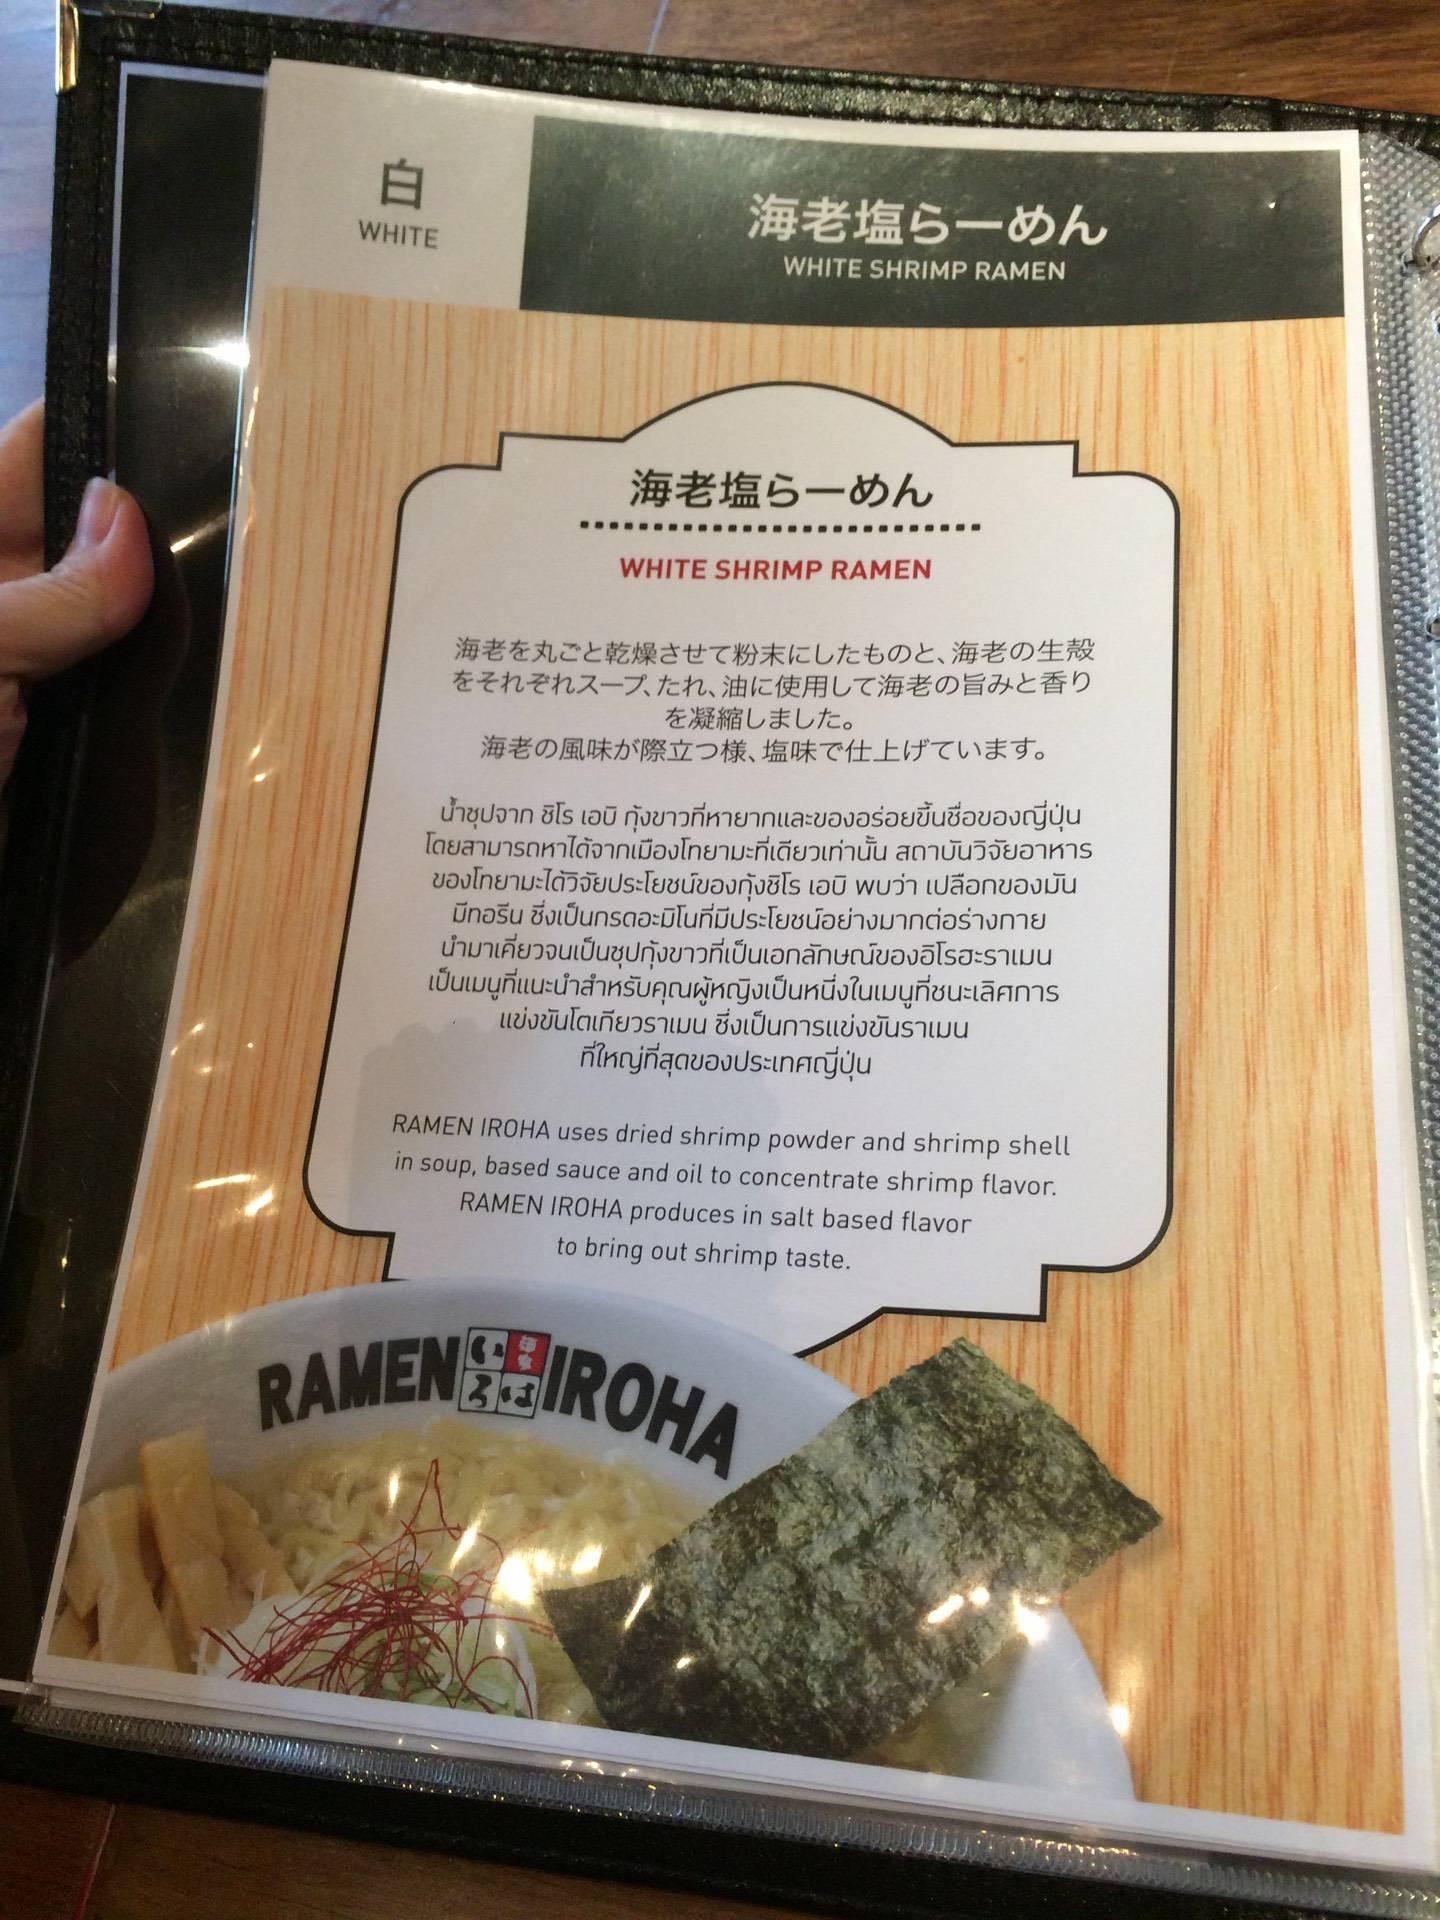 白
WHITE
海老塩らーめん
WHITE SHRIMP RAMEN
海老塩らーめん
WHITE SHRIMP RAMEN
海老を丸ごと乾燥させて粉末にしたものと、海老の生殻
をそれぞれスープ、たれ、油に使用して海老の旨みと香り
を凝縮しました。
海老の風味が際立つ様、塩味で仕上げています。
น้ำซุปจาก ชิโร เอบิ กุ้งขาวที่หายากและของอร่อยขึ้นชื่อของญี่ปุ่น
โดยสามารถหาได้จากเมืองโทยามะที่เดียวเท่านั้น สถาบันวิจัยอาหาร
ของโทยามะได้วิจัยประโยชน์ของกุ้งชิโร เอบิ พบว่า เปลือกของมัน
มีทอรีน ซึ่งเป็นกรดอะมิโนที่มีประโยชน์อย่างมากต่อร่างกาย
นำมาเคี่ยวจนเป็นซุปกุ้งขาวที่เป็นเอกลักษณ์ของอิโรฮะราเมน
เป็นเมนูที่แนะนำสำหรับคุณผู้หญิงเป็นหนึ่งในเมนูที่ชนะเลิศการ
แข่งขันโตเกียวราเมน ซึ่งเป็นการแข่งขันราเมน
ที่ใหญ่ที่สุดของประเทศญี่ปุ่น
RAMEN IROHA uses dried shrimp powder and shrimp shell
in soup, based sauce and oil to concentrate shrimp flavor.
RAMEN IROHA produces in salt based flavor
to bring out shrimp taste.
RAMEN いろは IROHA